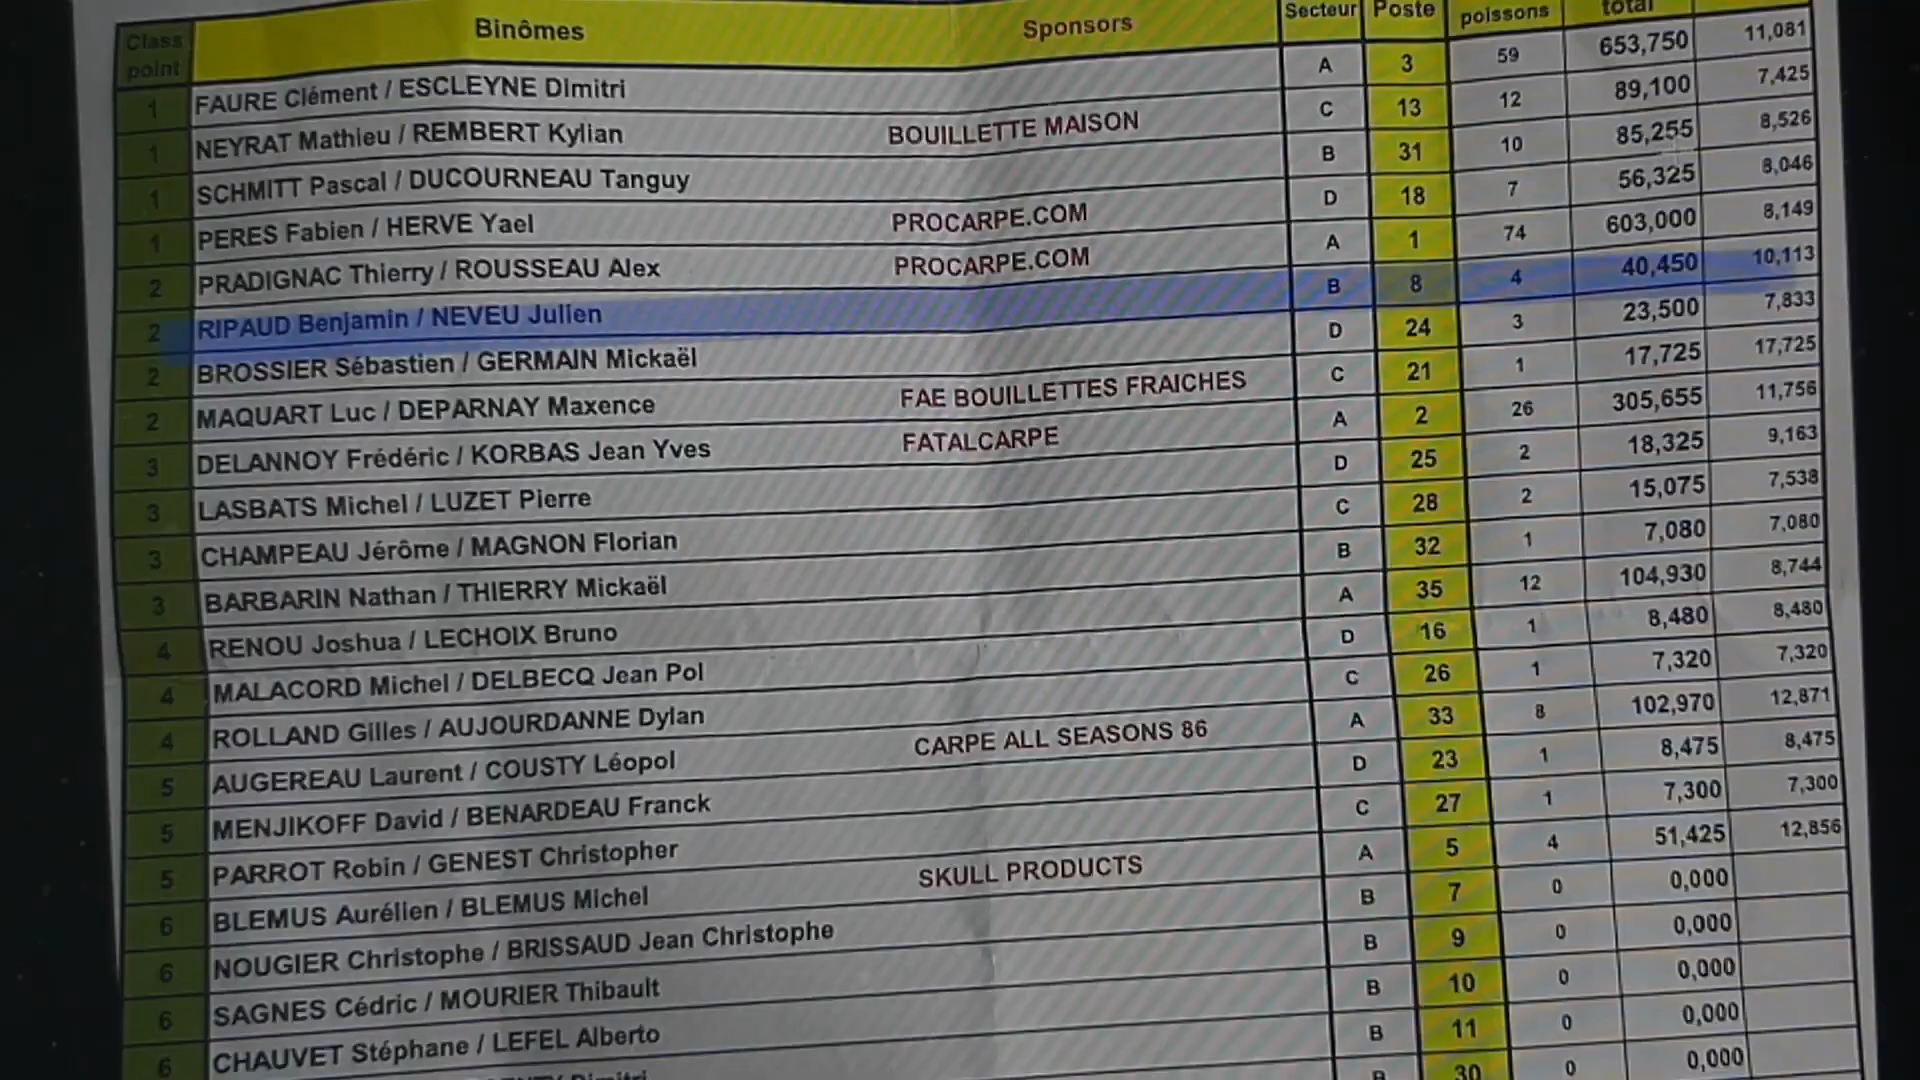 Class point Binômes Sponsors Secteur Poste poissons total
1 FAURE Clément / ESCLEYNE DImitri A 3 59 653,750 11,081
1 NEYRAT Mathieu / REMBERT Kylian BOUILLETTE MAISON C 13 12 89,100 7,425
1 SCHMITT Pascal / DUCOURNEAU Tanguy B 31 10 85,255 8,526
1 PERES Fabien / HERVE Yael PROCARPE.COM D 18 7 56,325 8,046
2 PRADIGNAC Thierry / ROUSSEAU Alex PROCARPE.COM A 1 74 603,000 8,149
2 RIPAUD Benjamin / NEVEU Julien B 8 4 40,450 10,113
2 BROSSIER Sébastien / GERMAIN Mickaël D 24 3 23,500 7,833
2 MAQUART Luc / DEPARNAY Maxence FAE BOUILLETTES FRAICHES C 21 1 17,725 17,725
3 DELANNOY Frédéric / KORBAS Jean Yves FATALCARPE A 2 26 305,655 11,756
3 LASBATS Michel / LUZET Pierre D 25 2 18,325 9,163
3 CHAMPEAU Jérôme / MAGNON Florian C 28 2 15,075 7,538
3 BARBARIN Nathan / THIERRY Mickaël B 32 1 7,080 7,080
4 RENOU Joshua / LECHOIX Bruno A 35 12 104,930 8,744
4 MALACORD Michel / DELBECQ Jean Pol D 16 1 8,480 8,480
4 ROLLAND Gilles / AUJOURDANNE Dylan C 26 1 7,320 7,320
5 AUGEREAU Laurent / COUSTY Léopol CARPE ALL SEASONS 86 A 33 8 102,970 12,871
5 MENJIKOFF David / BENARDEAU Franck D 23 1 8,475 8,475
5 PARROT Robin / GENEST Christopher C 27 1 7,300 7,300
6 BLEMUS Aurélien / BLEMUS Michel SKULL PRODUCTS A 5 4 51,425 12,856
6 NOUGIER Christophe / BRISSAUD Jean Christophe B 7 0 0,000
6 SAGNES Cédric / MOURIER Thibault B 9 0 0,000
6 CHAUVET Stéphane / LEFEL Alberto B 10 0 0,000
Dimitri B 11 0 0,000
B 30 0 0,000